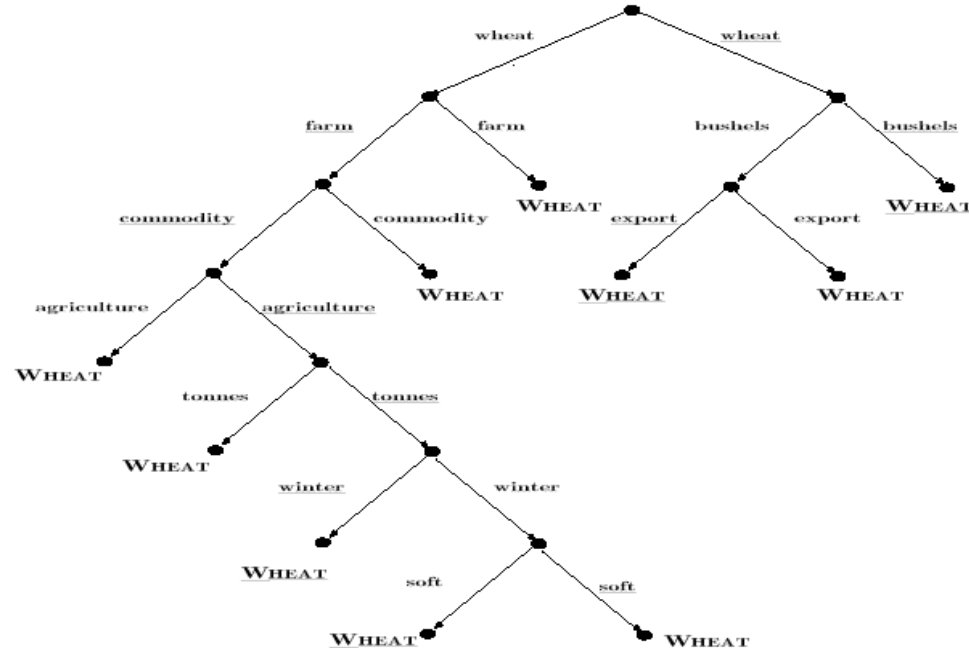 wheat wheat
farm farm bushels bushels
WHEAT WHEAT
commodity commodity export export
WHEAT WHEAT WHEAT
agriculture agriculture
WHEAT
tonnes tonnes
WHEAT
winter winter
WHEAT
soft soft
WHEAT WHEAT